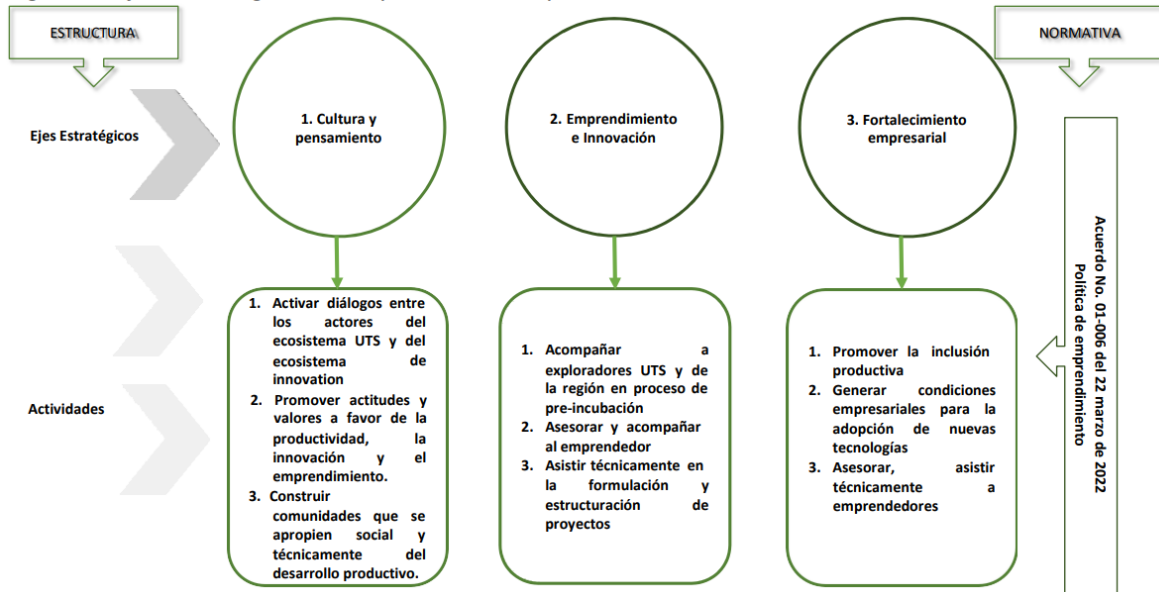 ESTRUCTURA
NORMATIVA
Ejes Estratégicos
1. Cultura y
pensamiento
2. Emprendimiento
e Innovación
3. Fortalecimiento
empresarial
Actividades
1. Activar diálogos entre
los actores del
ecosistema UTS y del
ecosistema de
innovation
2. Promover actitudes y
valores a favor de la
productividad, la
innovación y el
emprendimiento.
3. Construir
comunidades que se
apropien social y
técnicamente del
desarrollo productivo.
1. Acompañar a
exploradores UTS y de
la región en proceso de
pre-incubación
2. Asesorar y acompañar
al emprendedor
3. Asistir técnicamente en
la formulación y
estructuración de
proyectos
1. Promover la inclusión
productiva
2. Generar condiciones
empresariales para la
adopción de nuevas
tecnologías
3. Asesorar, asistir
técnicamente a
emprendedores
Acuerdo No. 01-006 del 22 marzo de 2022
Política de emprendimiento